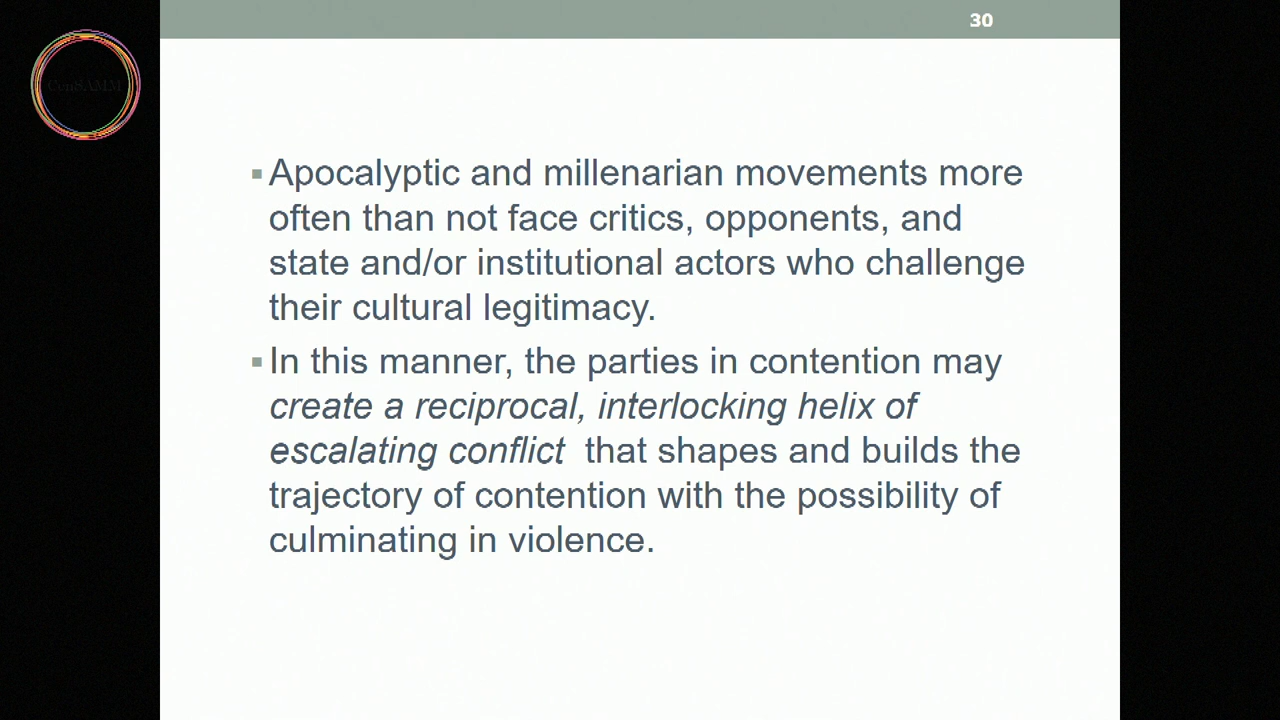 30
CenSAMM
Apocalyptic and millenarian movements more
often than not face critics, opponents, and
state and/or institutional actors who challenge
their cultural legitimacy.
In this manner, the parties in contention may
create a reciprocal, interlocking helix of
escalating conflict that shapes and builds the
trajectory of contention with the possibility of
culminating in violence.